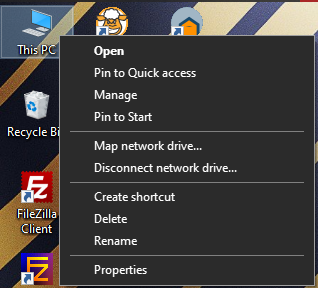 This PC
Open
Pin to Quick access
Manage
Pin to Start
Map network drive...
Disconnect network drive...
Create shortcut
Delete
Rename
Properties
Recycle Bi
FileZilla
Client